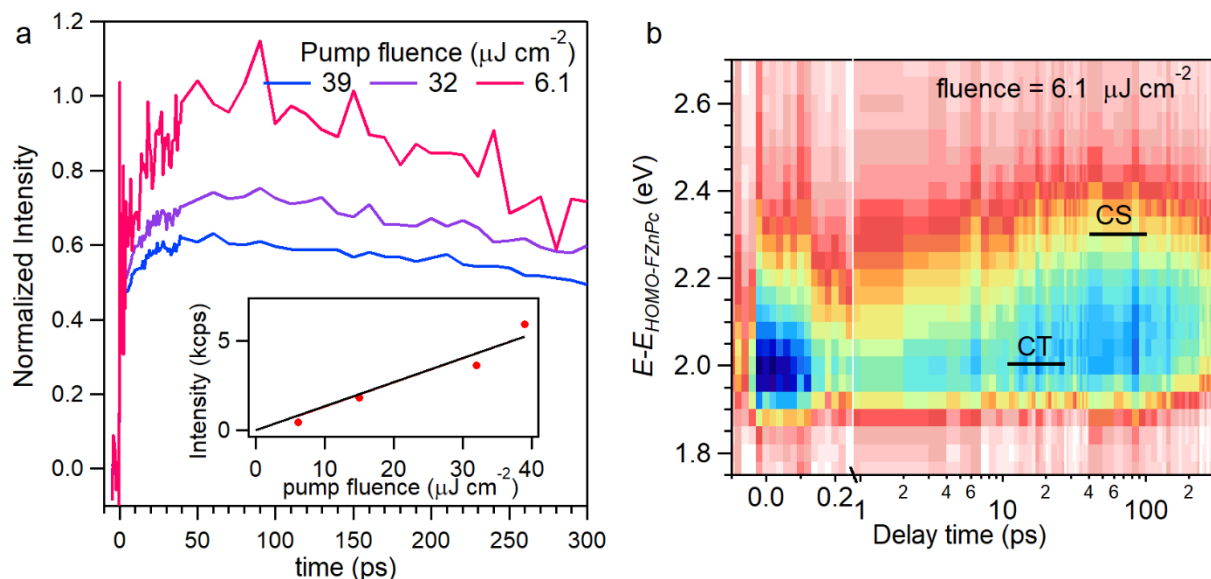 a
Pump fluence (μJ cm⁻²)
39 32 6.1
1.2
1.0
0.8
0.6
0.4
0.2
0.0
Normalized Intensity
0 50 100 150 200 250 300
time (ps)
5
0
Intensity (kcps)
0 10 20 30 40
pump fluence (μJ cm⁻²)
b
fluence = 6.1 μJ cm⁻²
2.6
2.4
2.2
2.0
1.8
E-E_HOMO-FZnPc (eV)
CS
CT
0.0 0.2 1 2 4 6 10 2 4 6 100 2
Delay time (ps)